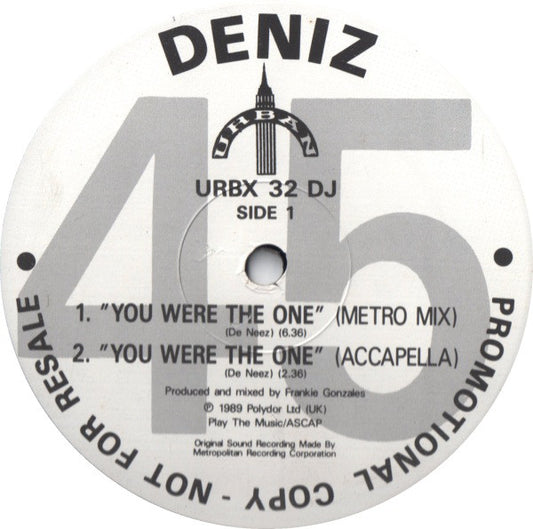 DENIZ
45
URBAN
URBX 32 DJ
SIDE 1
1. "YOU WERE THE ONE" (METRO MIX)
(De Neez) (6.36)
2. "YOU WERE THE ONE" (ACCAPELLA)
(De Neez) (2.36)
Produced and mixed by Frankie Gonzales
℗ 1989 Polydor Ltd (UK)
Play The Music/ASCAP
Original Sound Recording Made By
Metropolitan Recording Corporation
• PROMOTIONAL COPY - NOT FOR RESALE •